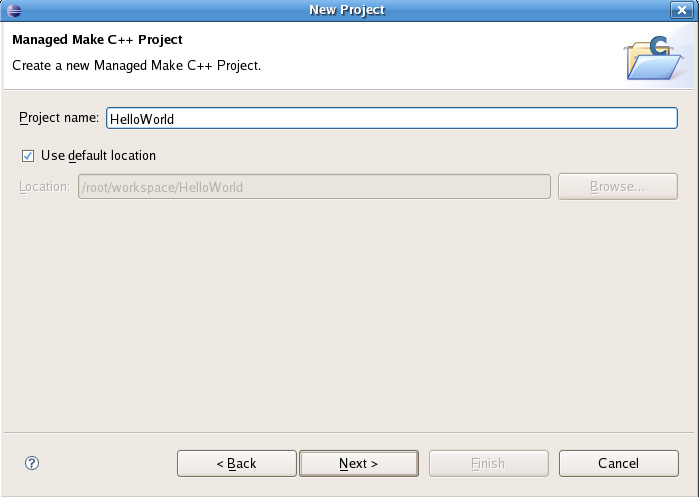 New Project
Managed Make C++ Project
Create a new Managed Make C++ Project.
Project name: HelloWorld
Use default location
Location: /root/workspace/HelloWorld Browse...
? < Back Next > Finish Cancel